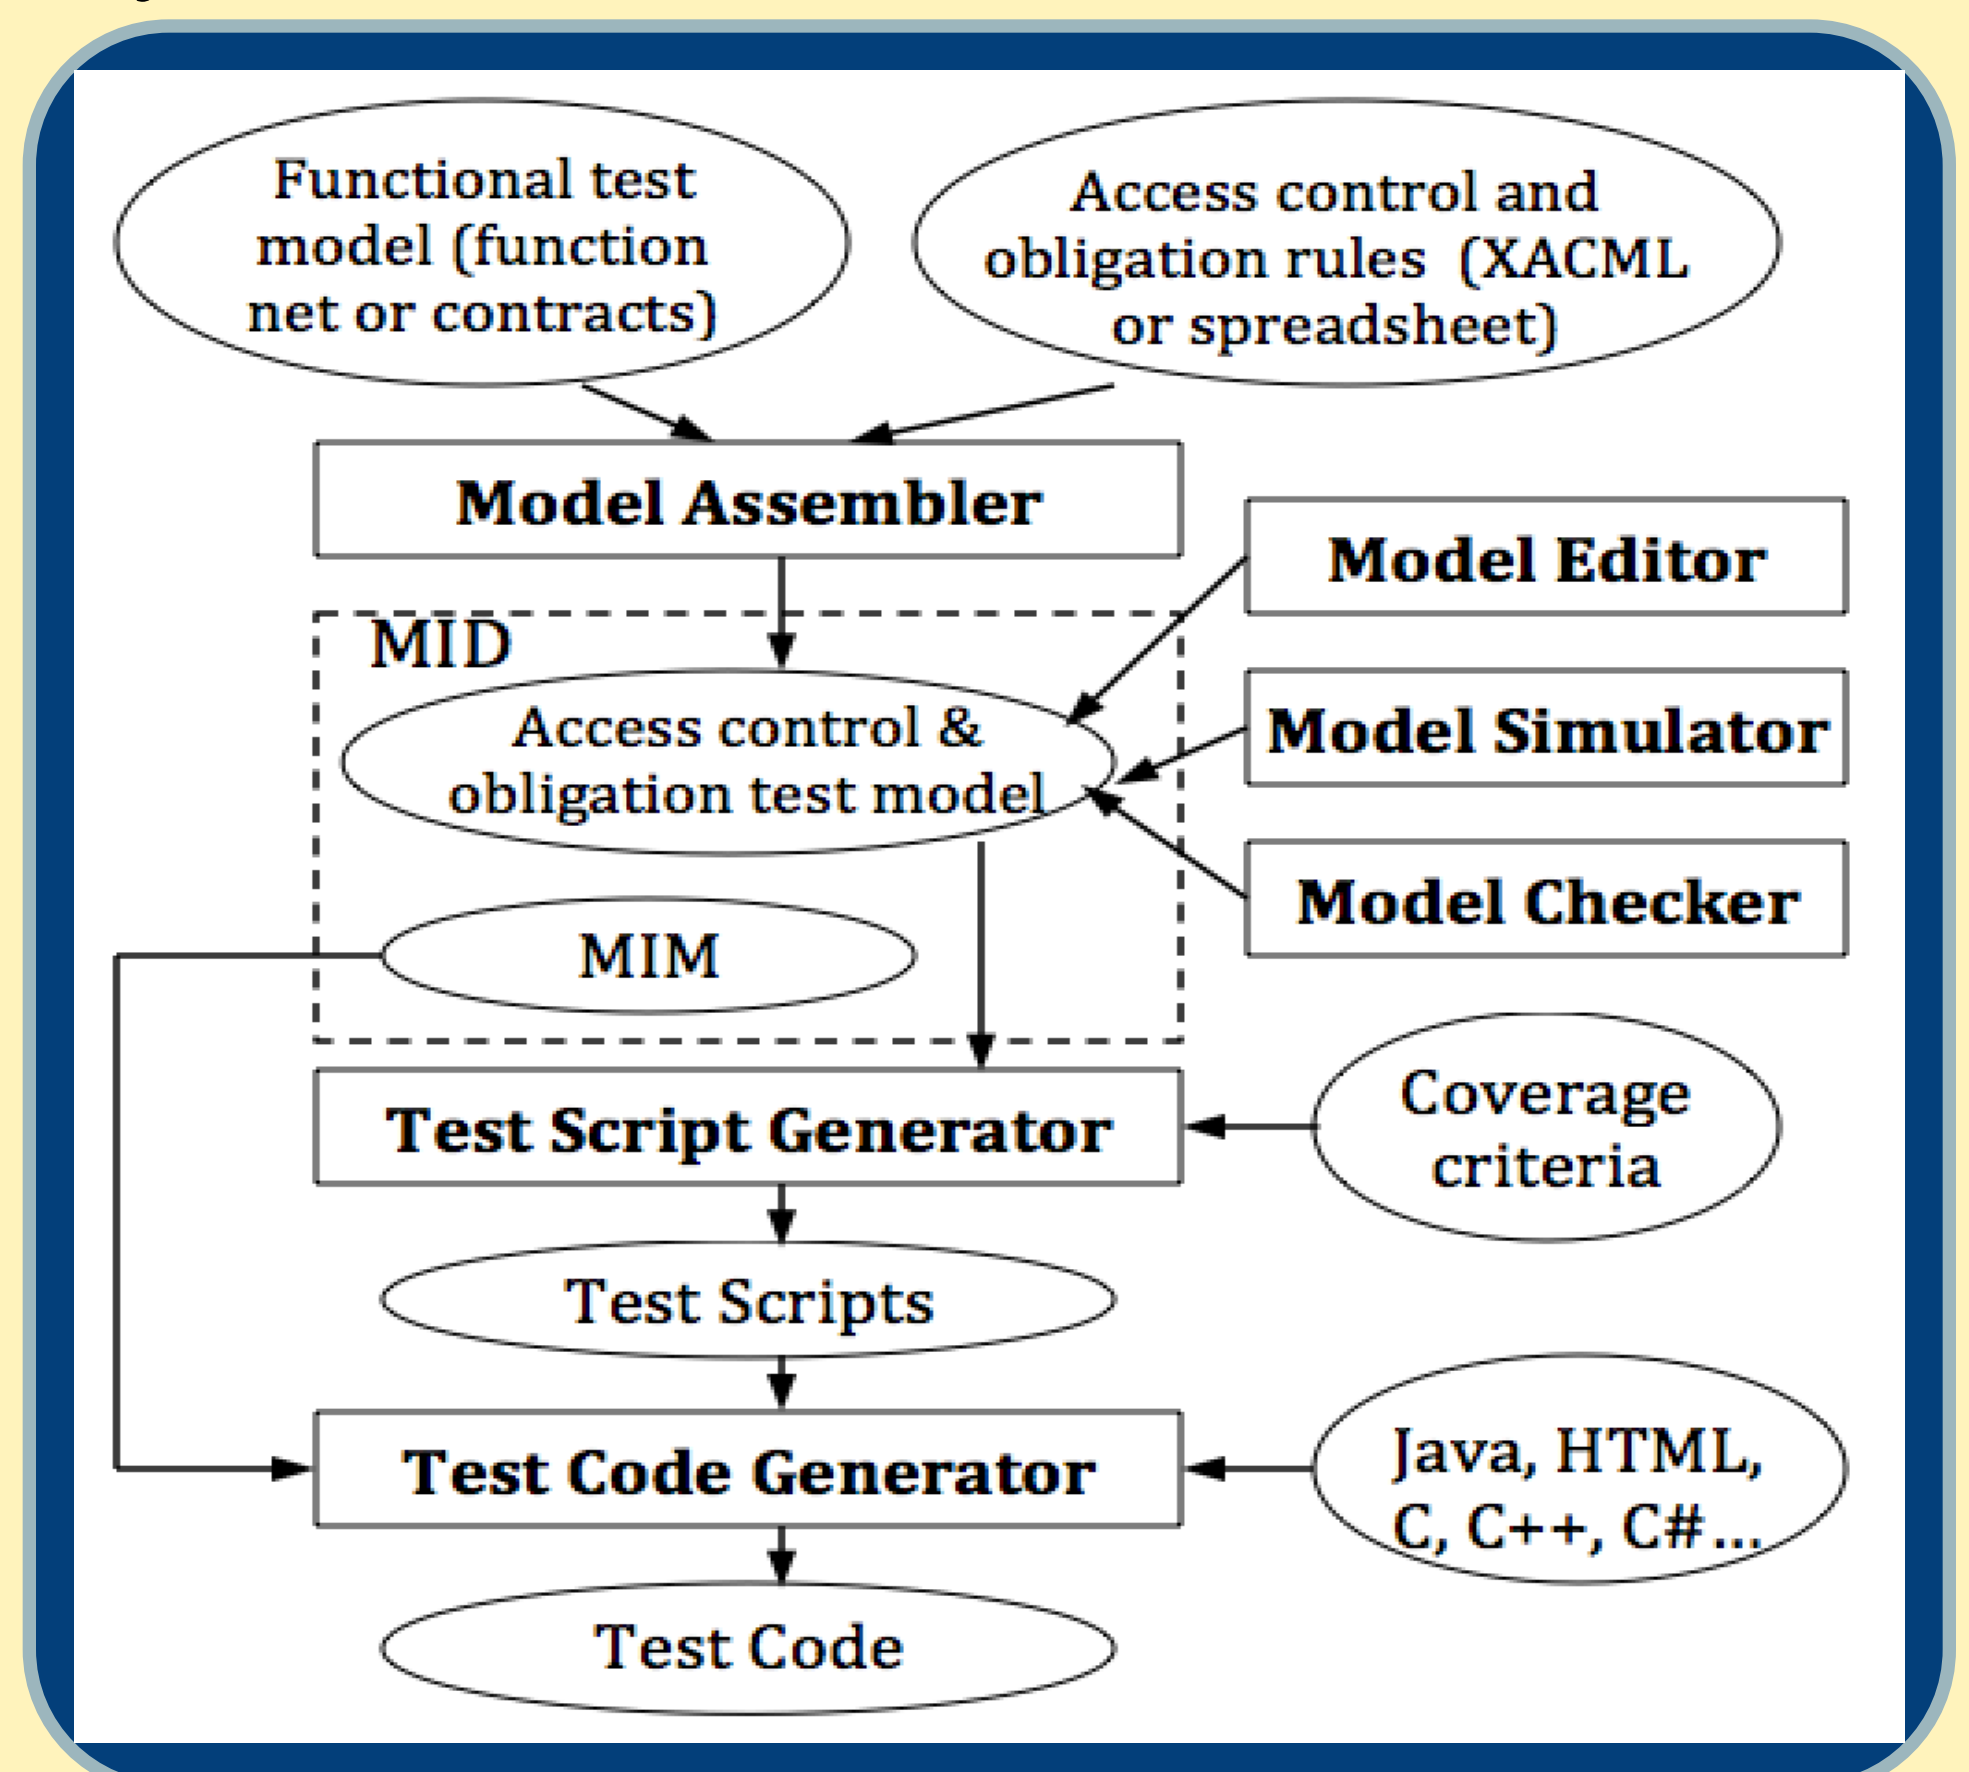 Functional test
model (function
net or contracts)
Access control and
obligation rules (XACML
or spreadsheet)
Model Assembler
Model Editor
MID
Access control &
obligation test model
Model Simulator
Model Checker
MIM
Test Script Generator
Coverage
criteria
Test Scripts
Test Code Generator
Java, HTML,
C, C++, C#...
Test Code